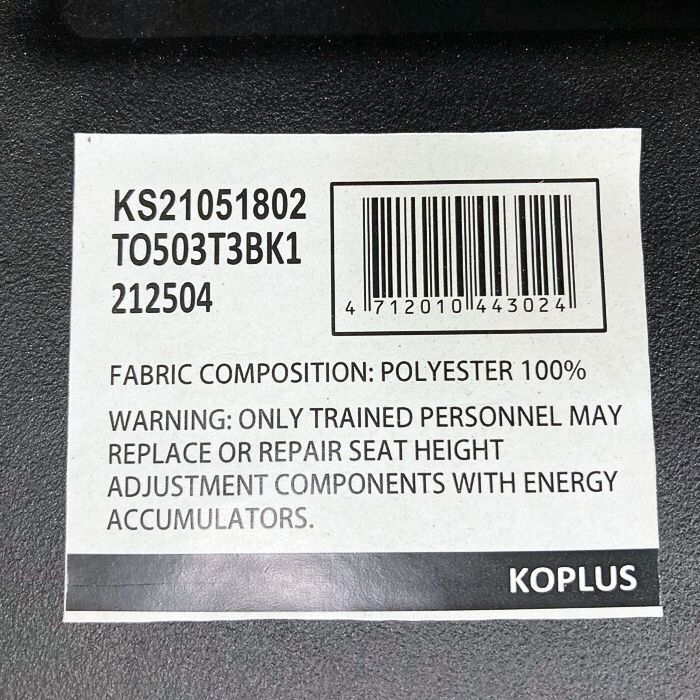 KS21051802
TO503T3BK1
212504
4 712010 443024
FABRIC COMPOSITION: POLYESTER 100%
WARNING: ONLY TRAINED PERSONNEL MAY
REPLACE OR REPAIR SEAT HEIGHT
ADJUSTMENT COMPONENTS WITH ENERGY
ACCUMULATORS.
KOPLUS